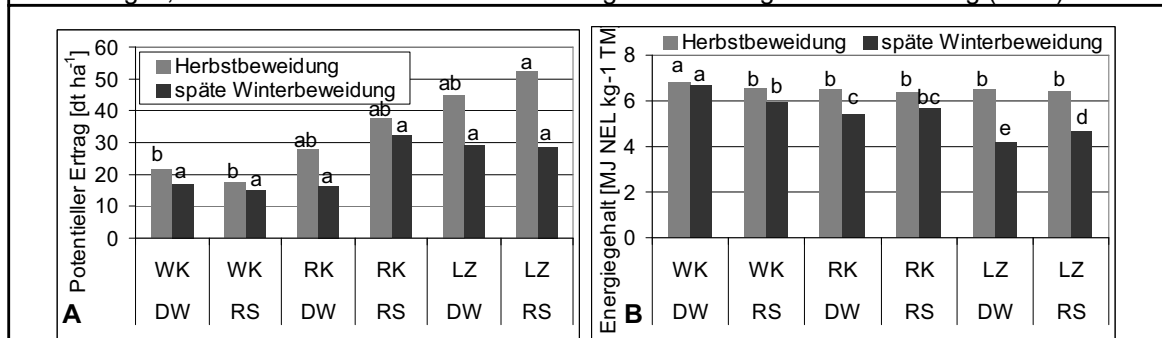 Potentieller Ertrag [dt ha-1]
60
50
40
30
20
10
0
Herbstbeweidung
späte Winterbeweidung
b a b a ab a ab a ab a a a
WK WK RK RK LZ LZ
DW RS DW RS DW RS
A
Energiegehalt [MJ NEL kg-1 TM]
8
6
4
2
0
Herbstbeweidung späte Winterbeweidung
a a b b b c b bc b e b d
WK WK RK RK LZ LZ
DW RS DW RS DW RS
B